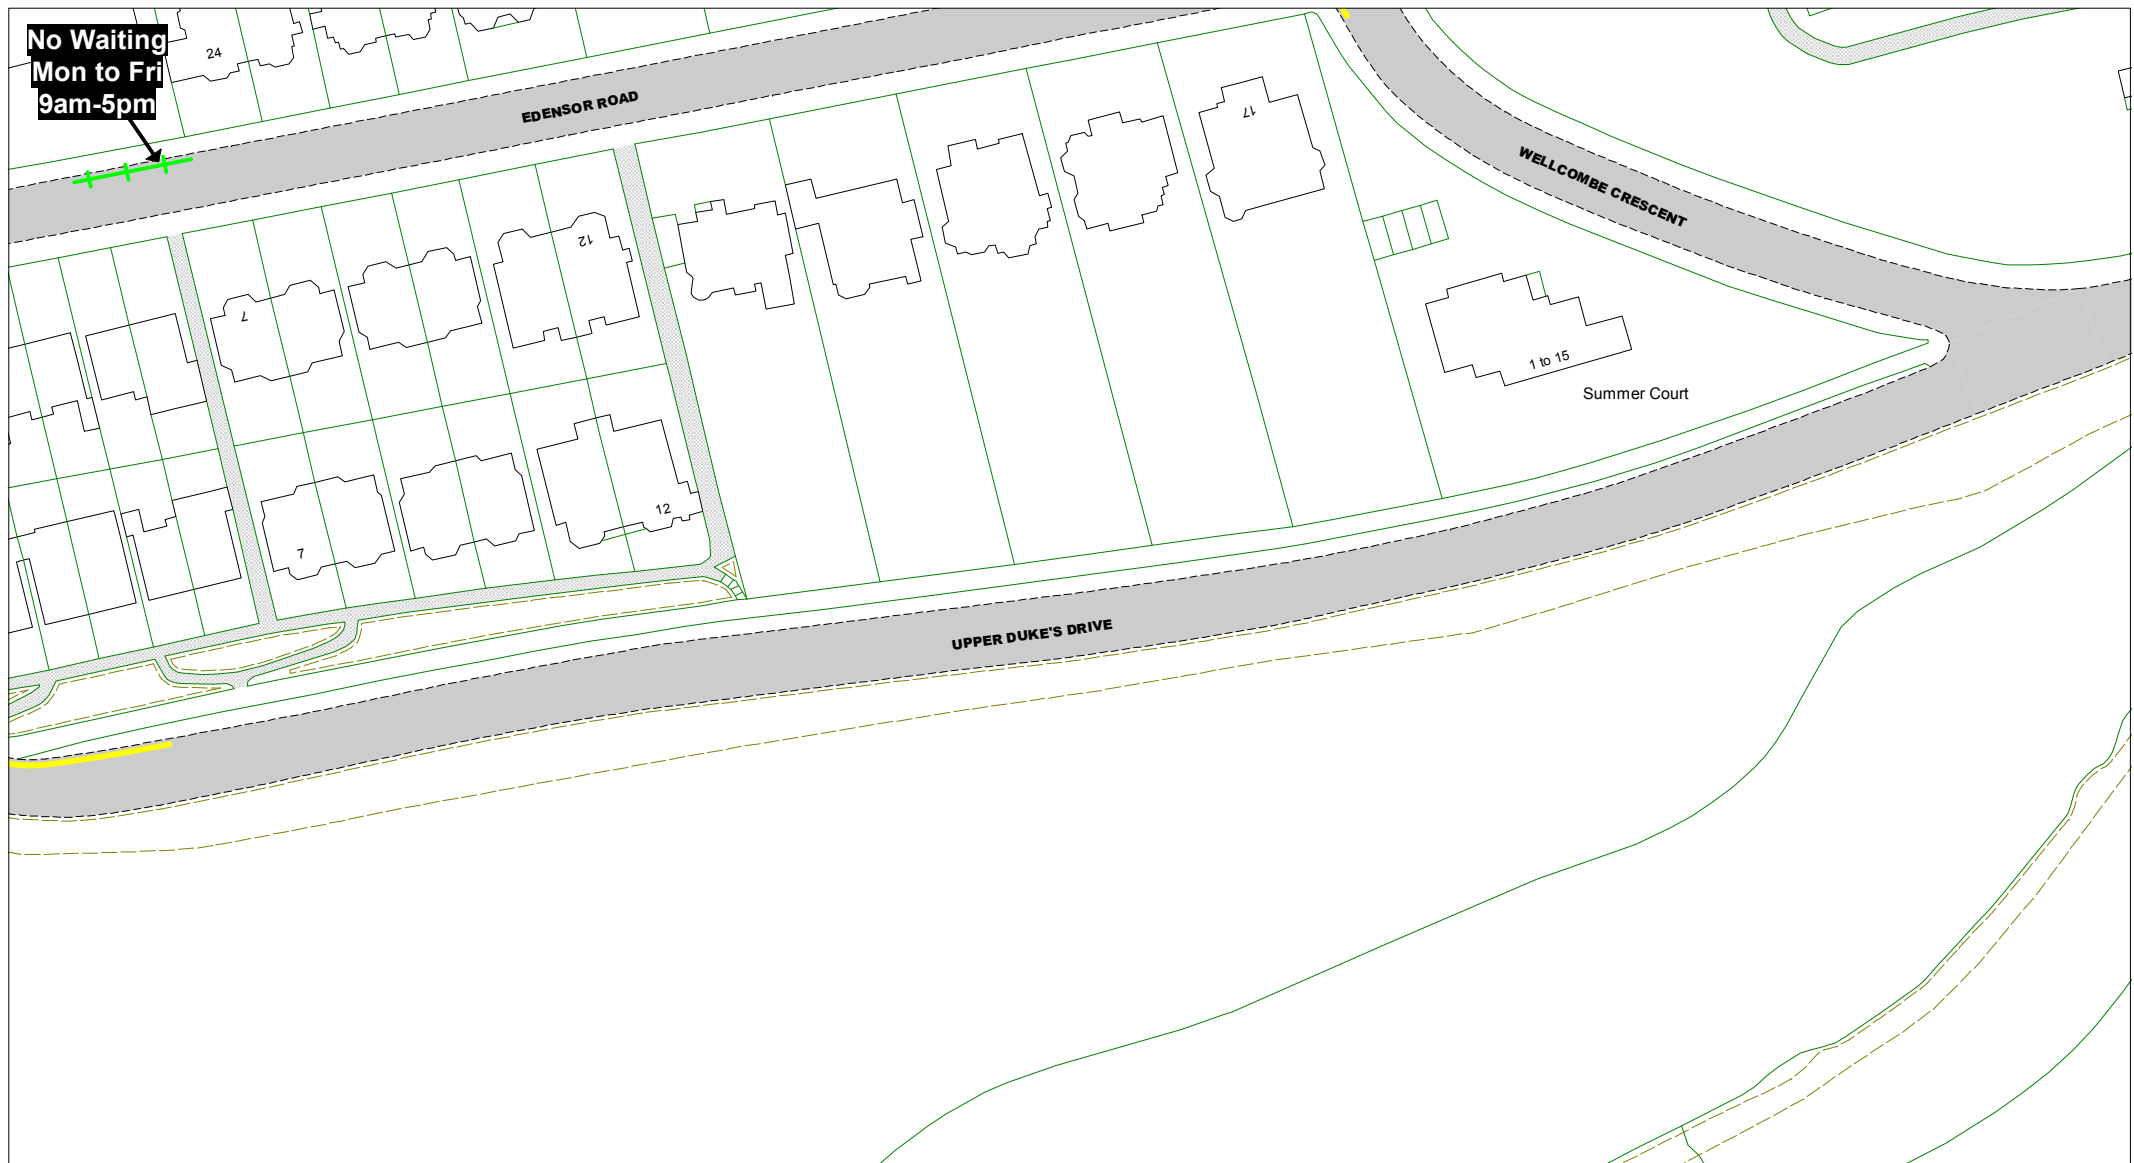 No Waiting
Mon to Fri
9am-5pm
24
EDENSOR ROAD
17
WELLCOMBE CRESCENT
12
7
1 to 15
Summer Court
12
7
UPPER DUKE'S DRIVE